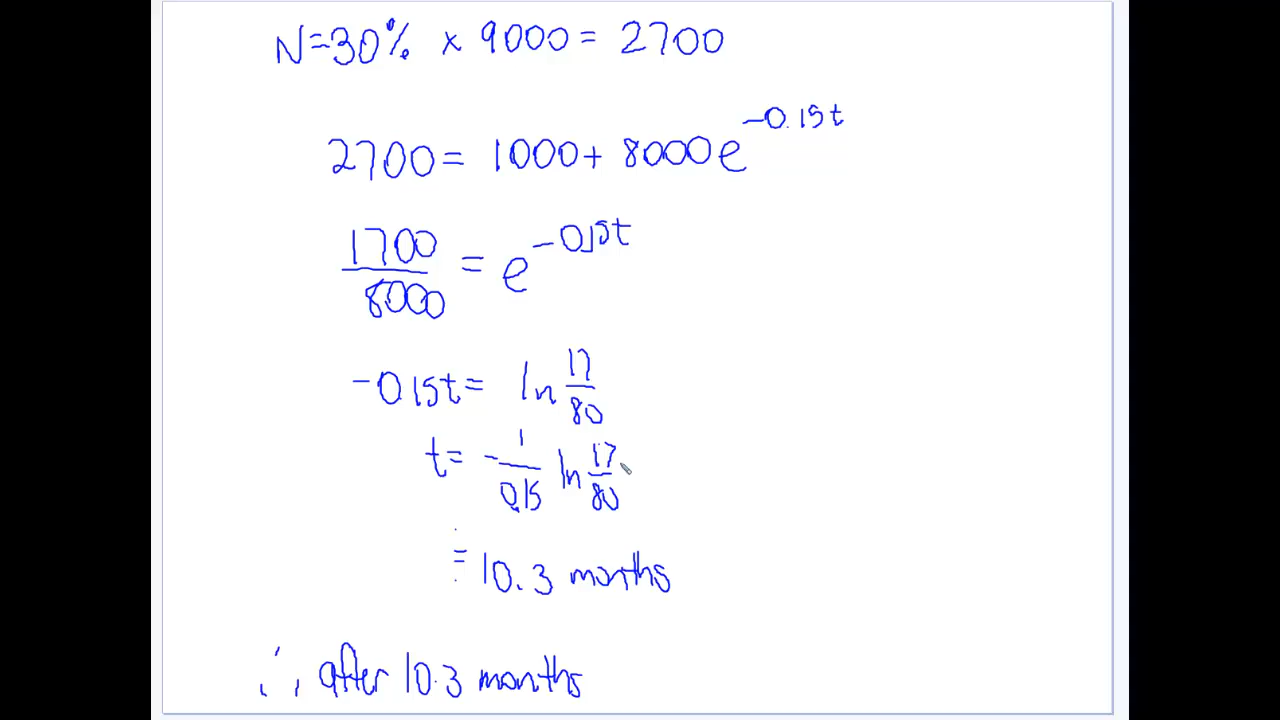 N=30% × 9000 = 2700
2700 = 1000 + 8000e^{-0.15t}
1700/8000 = e^{-0.15t}
-0.15t = ln 17/80
t = -1/0.15 ln 17/80
≑ 10.3 months
∴ after 10.3 months